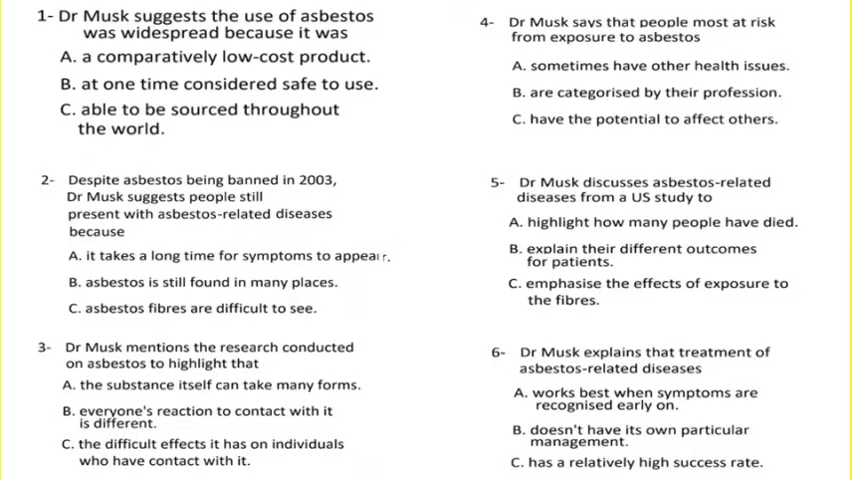 1- Dr Musk suggests the use of asbestos
was widespread because it was
A. a comparatively low-cost product.
B. at one time considered safe to use.
C. able to be sourced throughout
the world.
2- Despite asbestos being banned in 2003,
Dr Musk suggests people still
present with asbestos-related diseases
because
A. it takes a long time for symptoms to appear.
B. asbestos is still found in many places.
C. asbestos fibres are difficult to see.
3- Dr Musk mentions the research conducted
on asbestos to highlight that
A. the substance itself can take many forms.
B. everyone's reaction to contact with it
is different.
C. the difficult effects it has on individuals
who have contact with it.
4- Dr Musk says that people most at risk
from exposure to asbestos
A. sometimes have other health issues.
B. are categorised by their profession.
C. have the potential to affect others.
5- Dr Musk discusses asbestos-related
diseases from a US study to
A. highlight how many people have died.
B. explain their different outcomes
for patients.
C. emphasise the effects of exposure to
the fibres.
6- Dr Musk explains that treatment of
asbestos-related diseases
A. works best when symptoms are
recognised early on.
B. doesn't have its own particular
management.
C. has a relatively high success rate.